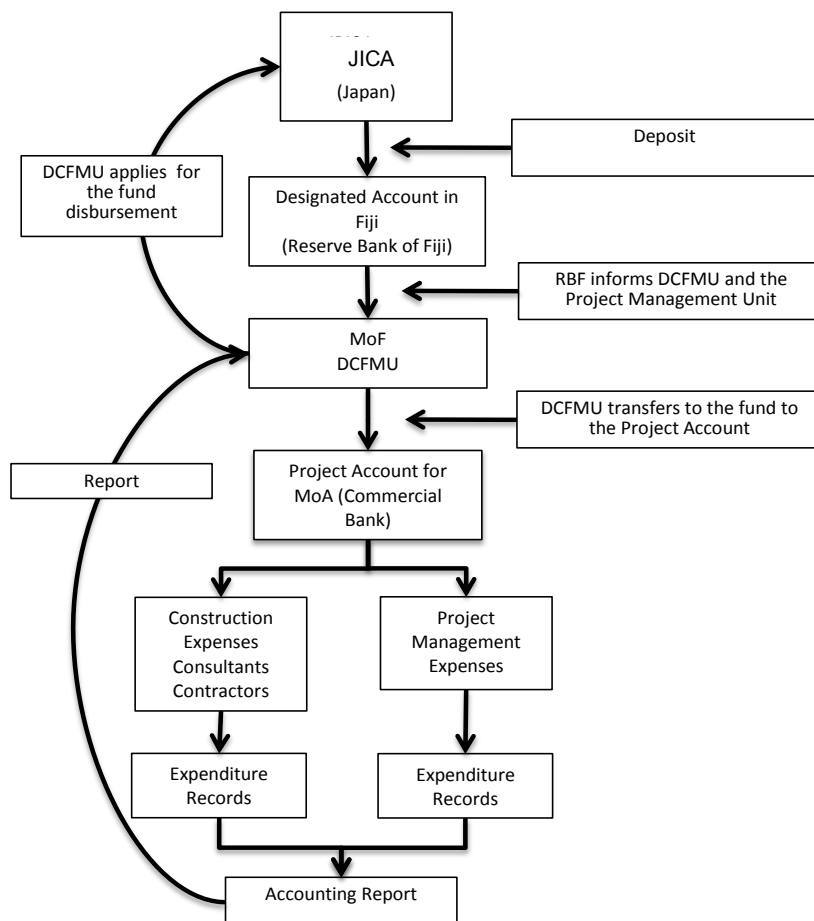 JICA
(Japan)
Deposit
DCFMU applies for
the fund
disbursement
Designated Account in
Fiji
(Reserve Bank of Fiji)
RBF informs DCFMU and the
Project Management Unit
MoF
DCFMU
DCFMU transfers to the fund to
the Project Account
Project Account for
MoA (Commercial
Bank)
Report
Construction
Expenses
Consultants
Contractors
Project
Management
Expenses
Expenditure
Records
Expenditure
Records
Accounting Report